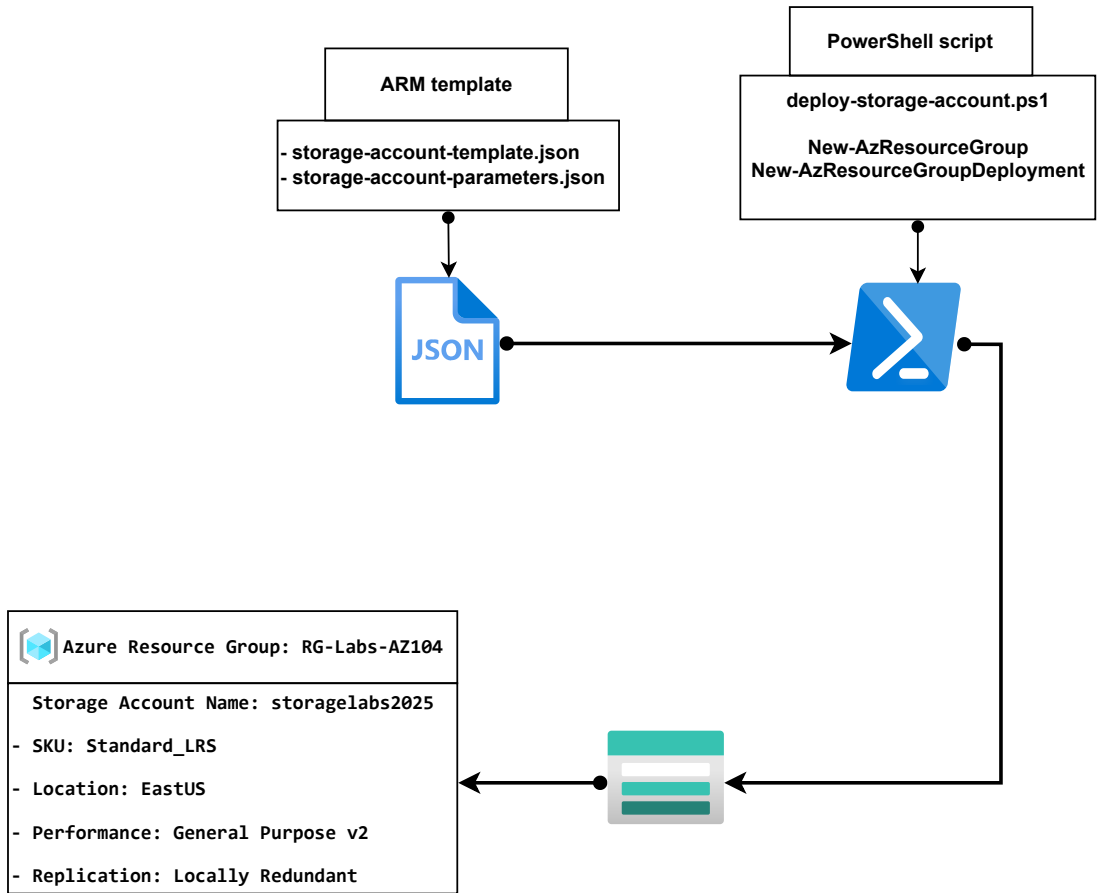 PowerShell script
deploy-storage-account.ps1
New-AzResourceGroup
New-AzResourceGroupDeployment
ARM template
- storage-account-template.json
- storage-account-parameters.json
JSON
Azure Resource Group: RG-Labs-AZ104
Storage Account Name: storagelabs2025
- SKU: Standard_LRS
- Location: EastUS
- Performance: General Purpose v2
- Replication: Locally Redundant